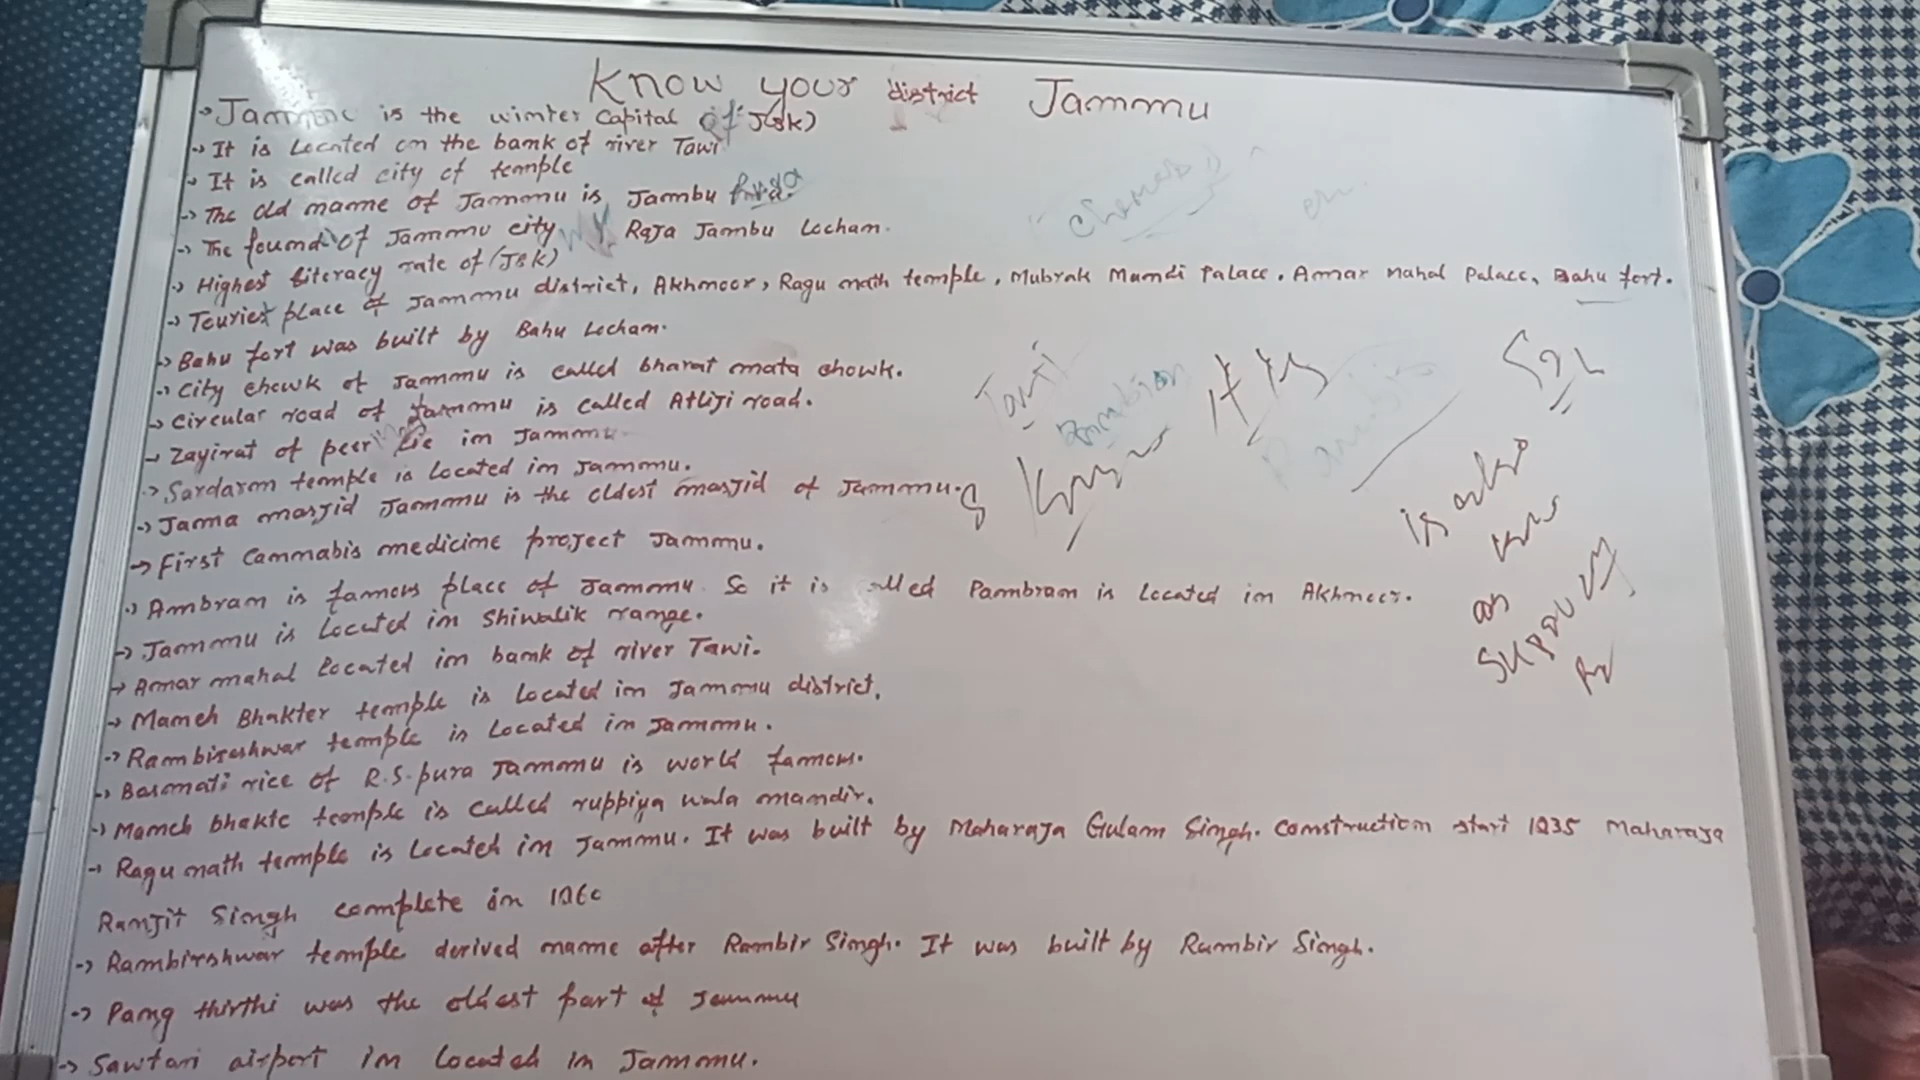 Know your district Jammu
→ Jammu is the winter Capital of J&K)
→ It is Located on the bank of river Tawi
→ It is called city of temple
→ The old name of Jammu is Jambu
→ The found of Jammu city Raja Jambu Locham.
→ Highest Literacy rate of (J&K)
→ Touriest place of Jammu district, Akhnoor, Ragu nath temple, Mubrak Mandi Palace, Amar Mahal Palace, Bahu fort.
→ Bahu fort was built by Bahu Locham.
→ City chowk of Jammu is called bharat mata chowk.
→ Circular road of Jammu is called Atliji road.
→ Zayirat of peer in Jammu
→ Sardaron temple is Located in Jammu.
→ Jama masjid Jammu is the oldest masjid of Jammu.
→ First Cannabis medicine project Jammu.
→ Ambran is famous place of Jammu. So it is called Pambran is Located in Akhnoor.
→ Jammu is Located in Shiwalik range.
→ Amar mahal Located in bank of river Tawi.
→ Mameh Bhakter temple is Located in Jammu district.
→ Rambireshwar temple is Located in Jammu.
→ Basmati rice of R.S. pura Jammu is world famous.
→ Mameh bhakte temple is called ruppiya wala mandir.
→ Ragu nath temple is Located in Jammu. It was built by Maharaja Gulam Singh. Construction start 1835 Maharaja
Ranjit Singh complete in 1860
→ Rambirshwar temple derived name after Rambir Singh. It was built by Rambir Singh.
→ Pang thirthi was the oldest part of Jammu
→ Sawtari airport in Located in Jammu.